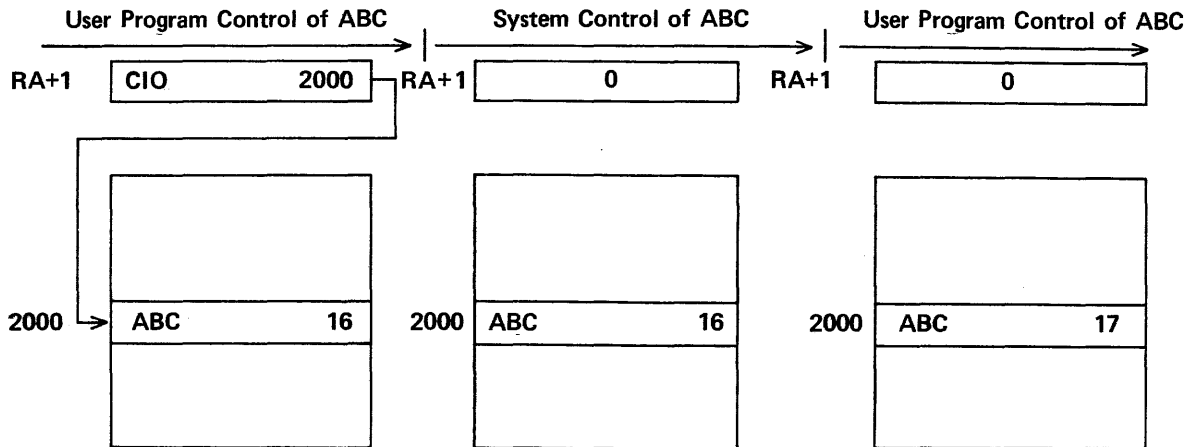 User Program Control of ABC
System Control of ABC
User Program Control of ABC
RA+1 CIO 2000 RA+1 0 RA+1 0
2000 ABC 16 2000 ABC 16 2000 ABC 17